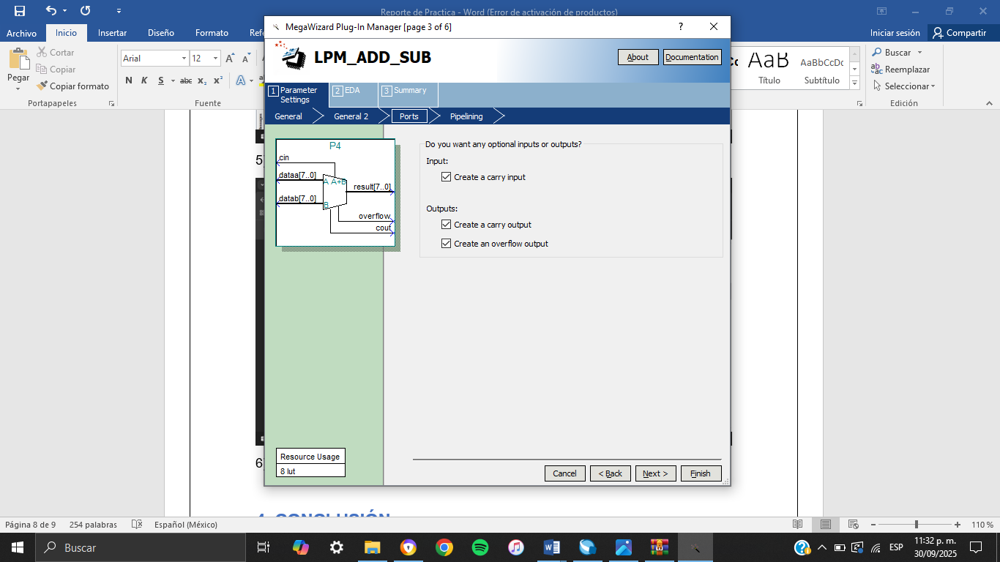 Reporte de Practica - Word (Error de activación de productos)
Archivo Inicio Insertar Diseño Formato Iniciar sesión Compartir
Pegar
Cortar
Copiar
Copiar formato
Portapapeles
Arial 12
N K S abc x₂ x²
Fuente
AaB
Título
AaBbCcDc
Subtítulo
Buscar
Reemplazar
Seleccionar
Edición
MegaWizard Plug-In Manager [page 3 of 6]
LPM_ADD_SUB
About Documentation
1 Parameter Settings 2 EDA 3 Summary
General General 2 Ports Pipelining
P4
cin
dataa[7..0]
A A+B
result[7..0]
datab[7..0]
B
overflow
cout
Do you want any optional inputs or outputs?
Input:
Create a carry input
Outputs:
Create a carry output
Create an overflow output
Resource Usage
8 lut
Cancel < Back Next > Finish
5
6
4. CONCLUSIÓN
Página 8 de 9 254 palabras Español (México) 110 %
Buscar
ESP
11:32 p. m.
30/09/2025